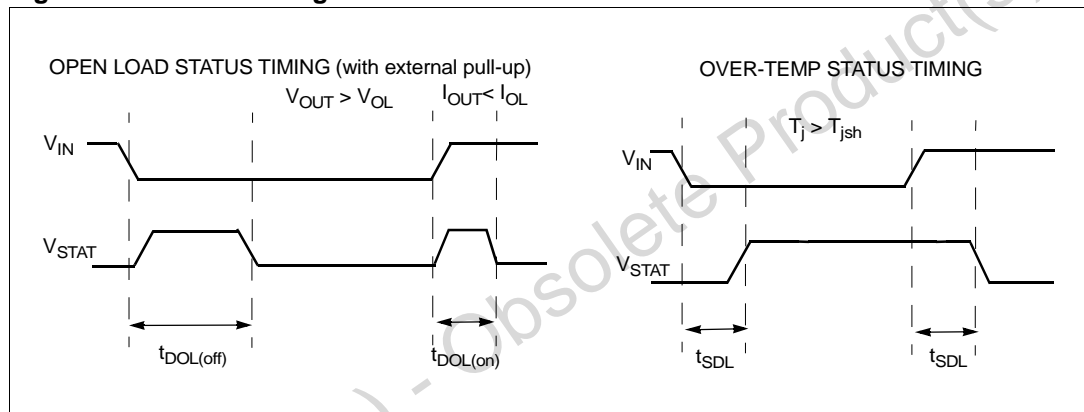 OPEN LOAD STATUS TIMING (with external pull-up)
V_OUT > V_OL
I_OUT < I_OL
V_IN
V_STAT
t_DOL(off)
t_DOL(on)
OVER-TEMP STATUS TIMING
T_j > T_jsh
V_IN
V_STAT
t_SDL
t_SDL
) - Obsolete Product(s)